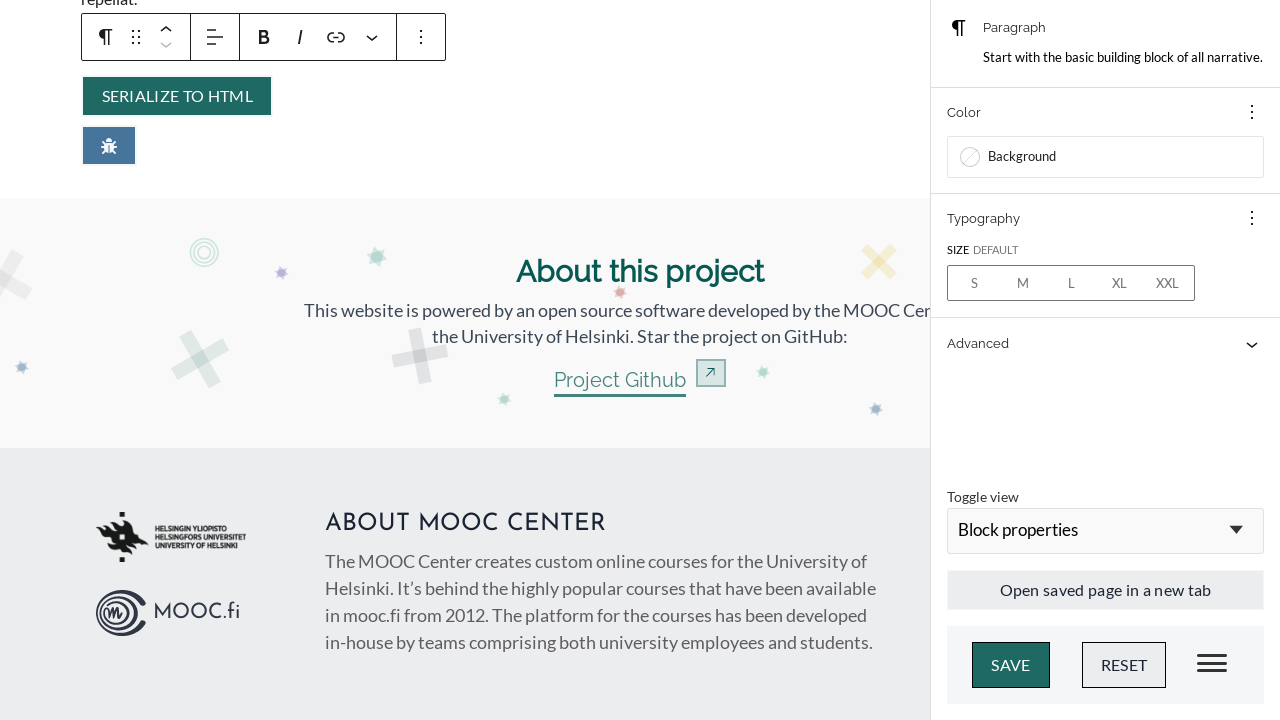 repellat.
B I
SERIALIZE TO HTML
About this project
This website is powered by an open source software developed by the MOOC Cer
the University of Helsinki. Star the project on GitHub:
Project Github
HELSINGIN YLIOPISTO
HELSINGFORS UNIVERSITET
UNIVERSITY OF HELSINKI
MOOC.fi
ABOUT MOOC CENTER
The MOOC Center creates custom online courses for the University of
Helsinki. It’s behind the highly popular courses that have been available
in mooc.fi from 2012. The platform for the courses has been developed
in-house by teams comprising both university employees and students.
Paragraph
Start with the basic building block of all narrative.
Color
Background
Typography
SIZE DEFAULT
S M L XL XXL
Advanced
Toggle view
Block properties
Open saved page in a new tab
SAVE RESET